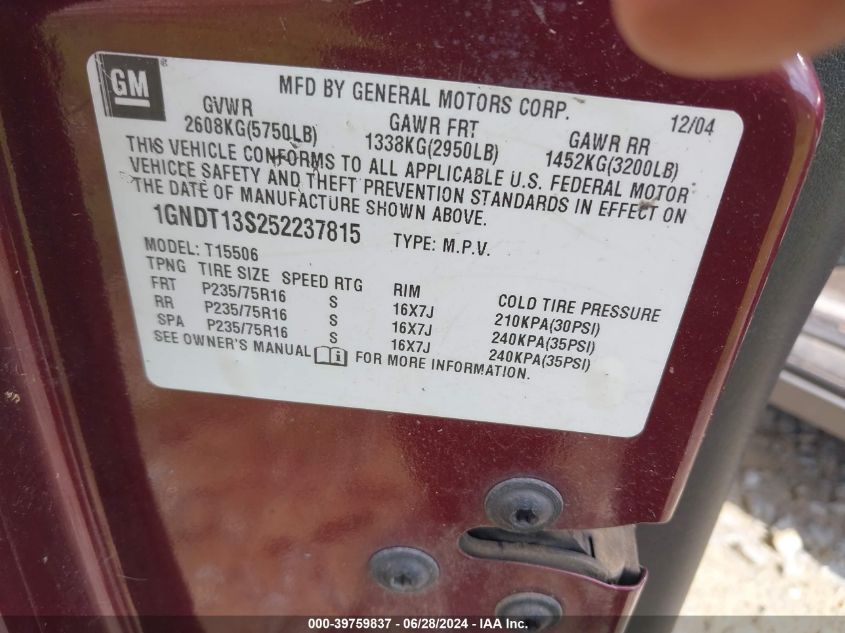 GM
MFD BY GENERAL MOTORS CORP.
12/04
GVWR
GAWR FRT
GAWR RR
2608KG(5750LB)
1338KG(2950LB)
1452KG(3200LB)
THIS VEHICLE CONFORMS TO ALL APPLICABLE U.S. FEDERAL MOTOR
VEHICLE SAFETY AND THEFT PREVENTION STANDARDS IN EFFECT ON
THE DATE OF MANUFACTURE SHOWN ABOVE.
1GNDT13S252237815 TYPE: M.P.V.
MODEL: T15506
TPNG TIRE SIZE SPEED RTG RIM COLD TIRE PRESSURE
FRT P235/75R16 S 16X7J 210KPA(30PSI)
RR P235/75R16 S 16X7J 240KPA(35PSI)
SPA P235/75R16 S 16X7J 240KPA(35PSI)
SEE OWNER'S MANUAL i FOR MORE INFORMATION.
000-39759837 06/28/2024 - IAA Inc.